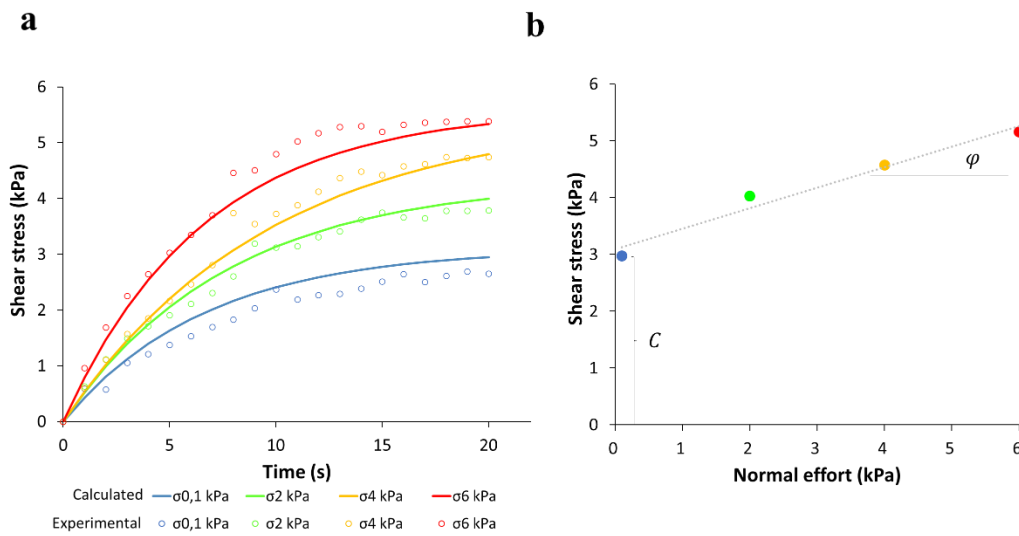 a
6
5
4
3
2
1
0
Shear stress (kPa)
0 5 10 15 20
Time (s)
Calculated σ0,1 kPa σ2 kPa σ4 kPa σ6 kPa
Experimental σ0,1 kPa σ2 kPa σ4 kPa σ6 kPa
b
6
5
4
3
2
1
0
Shear stress (kPa)
φ
C
0 1 2 3 4 5 6
Normal effort (kPa)